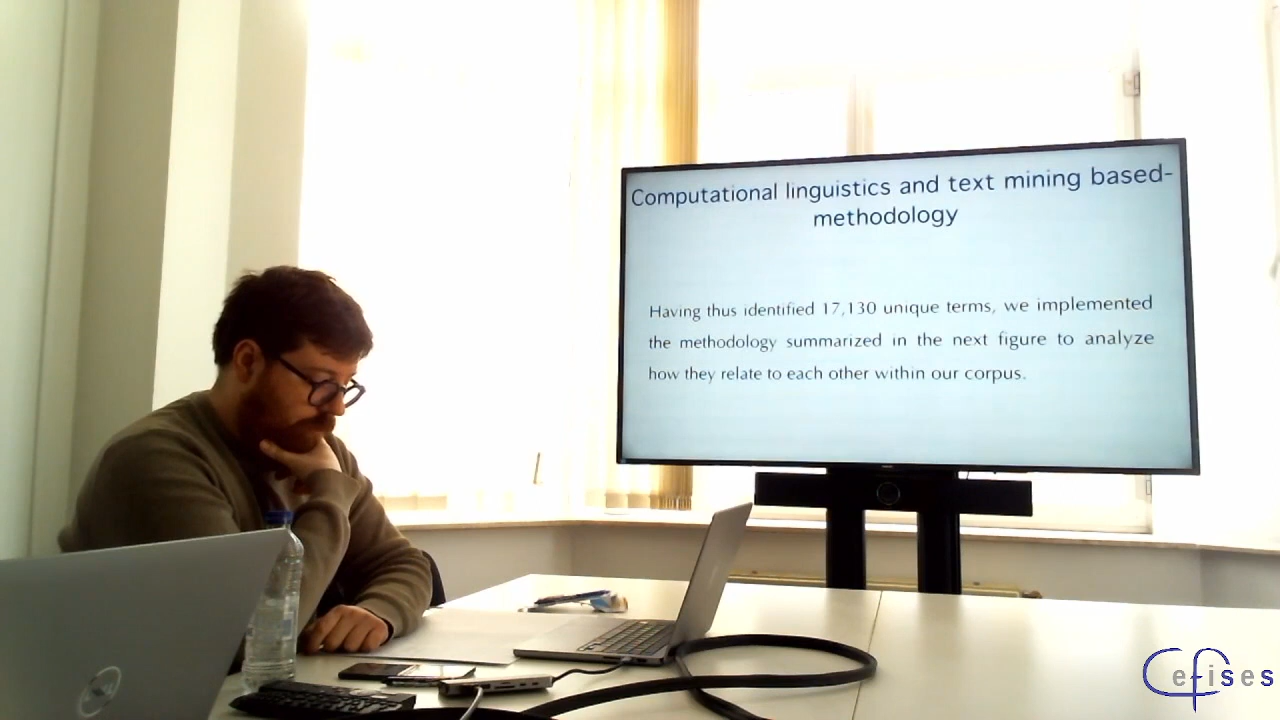 Computational linguistics and text mining based-
methodology
Having thus identified 17,130 unique terms, we implemented
the methodology summarized in the next figure to analyze
how they relate to each other within our corpus.
Cefises